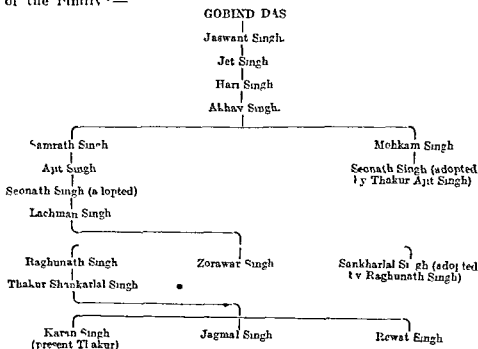 of the Family :—
GOBIND DAS
Jaswant Singh.
Jet Singh
Hari Singh
Akhay Singh.
Samrath Singh
Mohkam Singh
Ajit Singh
Seonath Singh (adopted
by Thakur Ajit Singh)
Seonath Singh (adopted)
Lachman Singh
Raghunath Singh
Zorawar Singh
Sankharlal Singh (adopted
by Raghunath Singh)
Thakur Shankarlal Singh
Karan Singh
(present Thakur)
Jagmal Singh
Rewat Singh